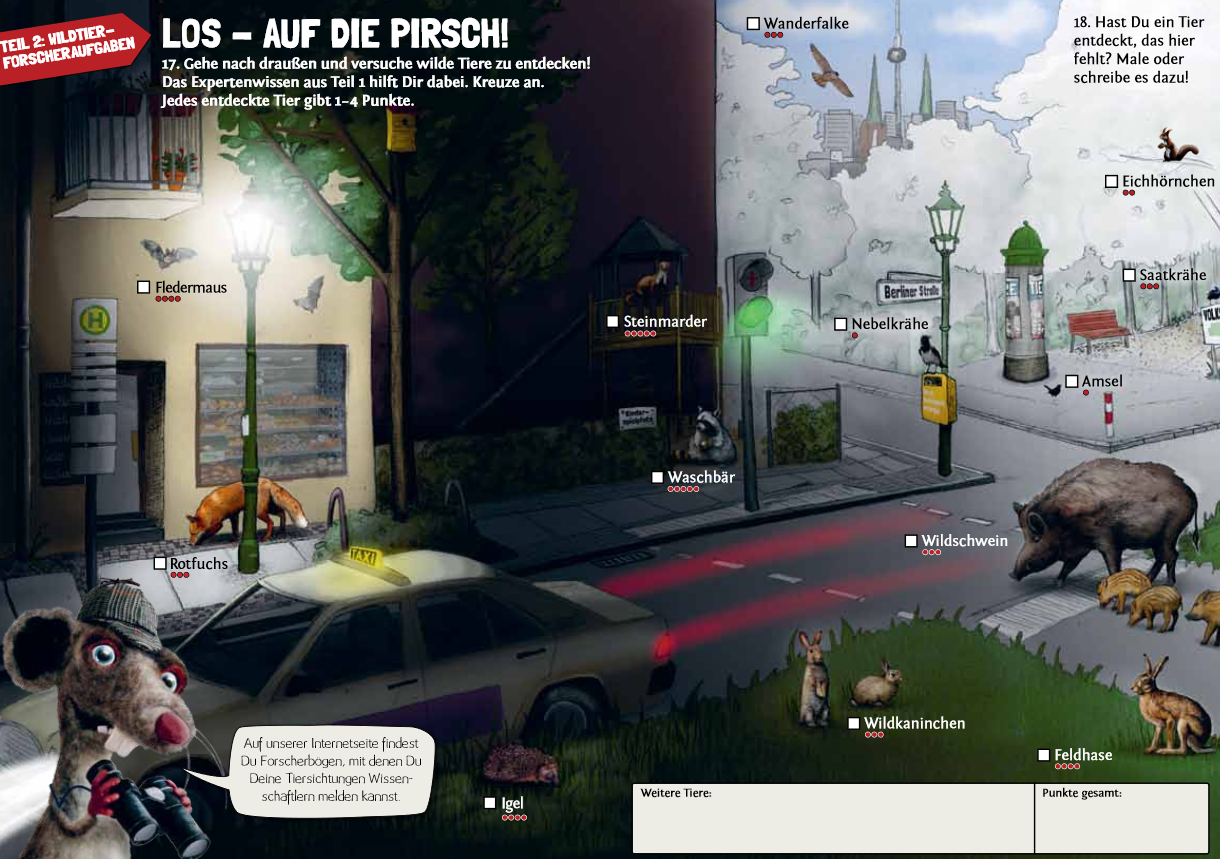 TEIL 2: WILDTIER-
FORSCHERAUFGABEN
LOS – AUF DIE PIRSCH!
17. Gehe nach draußen und versuche wilde Tiere zu entdecken!
Das Expertenwissen aus Teil 1 hilft Dir dabei. Kreuze an.
Jedes entdeckte Tier gibt 1–4 Punkte.
Wanderfalke
18. Hast Du ein Tier
entdeckt, das hier
fehlt? Male oder
schreibe es dazu!
Eichhörnchen
Saatkrähe
Fledermaus
H
Berliner Straße
Steinmarder
Nebelkrähe
Amsel
Waschbär
Wildschwein
Rotfuchs
TAXI
Wildkaninchen
Feldhase
Auf unserer Internetseite findest
Du Forscherbögen, mit denen Du
Deine Tiersichtungen Wissen-
schaftlern melden kannst.
Igel
Weitere Tiere:
Punkte gesamt: